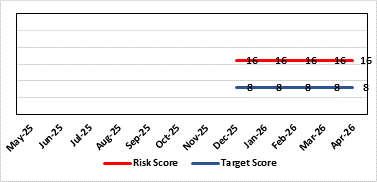 16 16 16 16 16
8 8 8 8 8
May-25 Jun-25 Jul-25 Aug-25 Sep-25 Oct-25 Nov-25 Dec-25 Jan-26 Feb-26 Mar-26 Apr-26
Risk Score Target Score